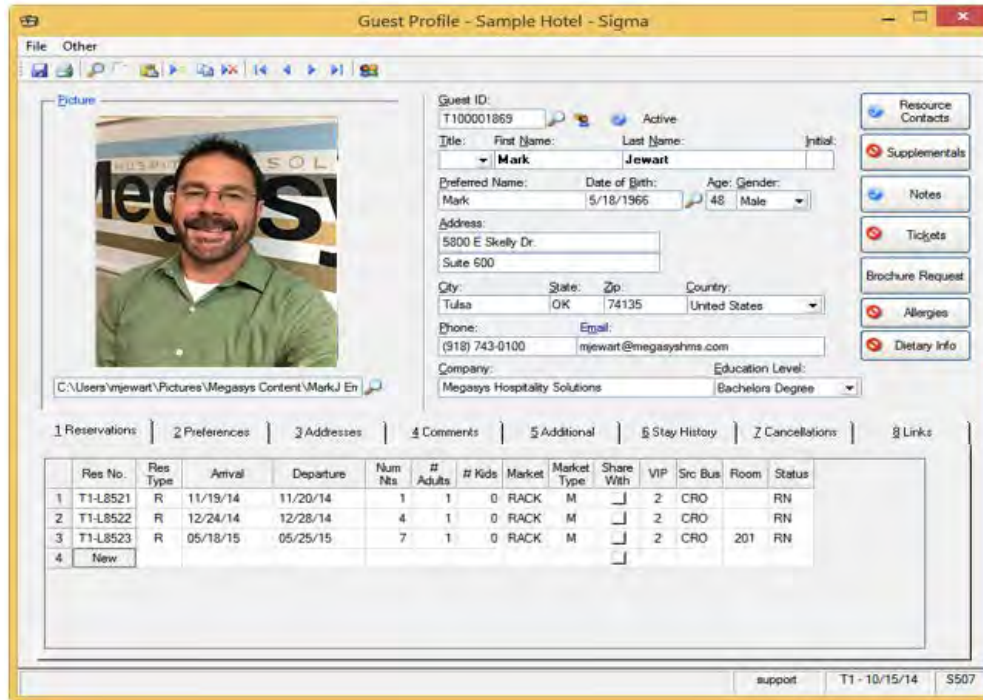 Guest Profile - Sample Hotel - Sigma
File Other
Picture
HOSPIT SOL
Megasys
C:\Users\mjewart\Pictures\Megasys Content\MarkJ Em
Guest ID:
T100001869 Active
Title: First Name: Last Name: Initial:
Mark Jewart
Preferred Name: Date of Birth: Age: Gender:
Mark 5/18/1966 48 Male
Address:
5800 E Skelly Dr.
Suite 600
City: State: Zip: Country:
Tulsa OK 74135 United States
Phone: Email:
(918) 743-0100 mjewart@megasyshms.com
Company: Education Level:
Megasys Hospitality Solutions Bachelors Degree
Resource Contacts
Supplementals
Notes
Tickets
Brochure Request
Allergies
Dietary Info
1 Reservations 2 Preferences 3 Addresses 4 Comments 5 Additional 6 Stay History 7 Cancellations 8 Links
Res No. Res Type Arrival Departure Num Nts # Adults # Kids Market Market Type Share With VIP Src Bus Room Status
1 T1-L8521 R 11/19/14 11/20/14 1 1 0 RACK M 2 CRO RN
2 T1-L8522 R 12/24/14 12/28/14 4 1 0 RACK M 2 CRO RN
3 T1-L8523 R 05/18/15 05/25/15 7 1 0 RACK M 2 CRO 201 RN
4 New
support T1 - 10/15/14 S507